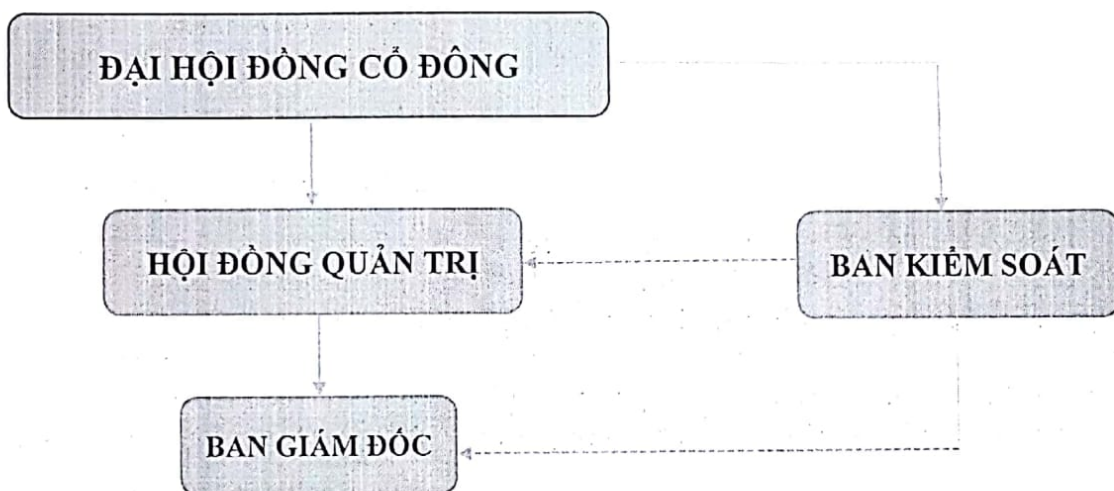 ĐẠI HỘI ĐỒNG CỔ ĐÔNG
HỘI ĐỒNG QUẢN TRỊ
BAN KIỂM SOÁT
BAN GIÁM ĐỐC